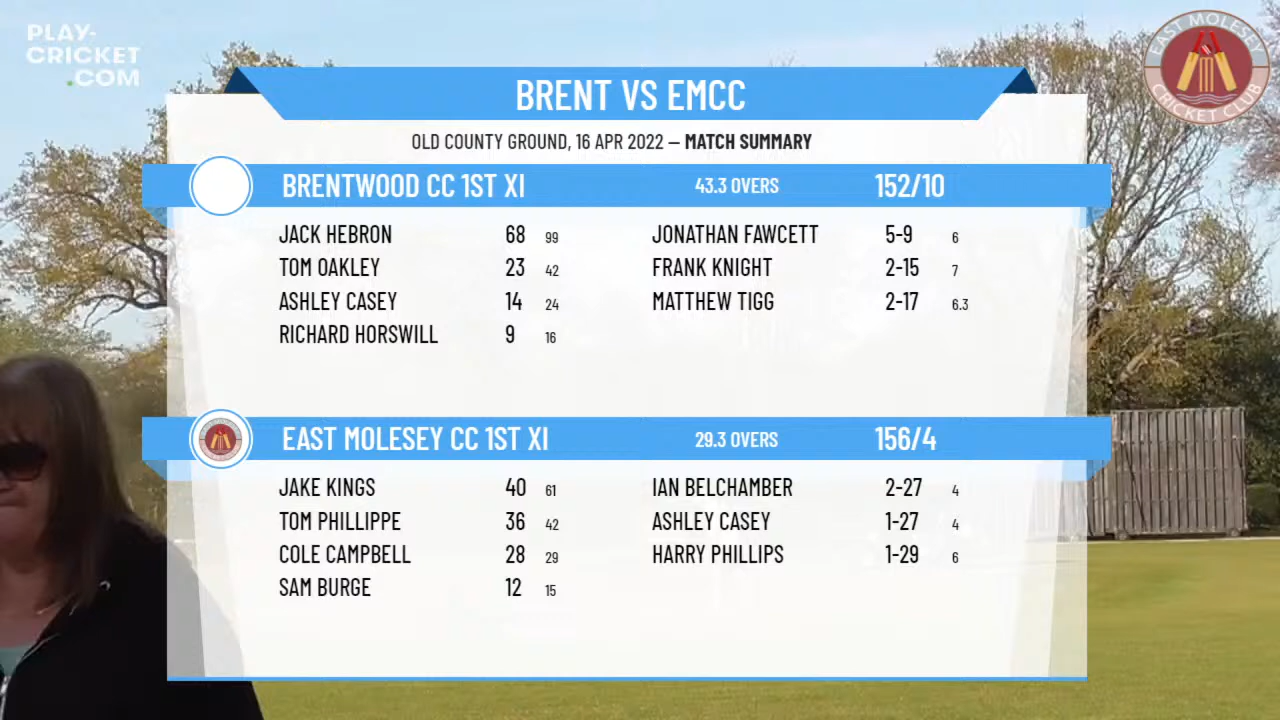 PLAY-
CRICKET
.COM
EAST MOLESEY
CRICKET CLUB
BRENT VS EMCC
OLD COUNTY GROUND, 16 APR 2022 – MATCH SUMMARY
BRENTWOOD CC 1ST XI 43.3 OVERS 152/10
JACK HEBRON 68 99 JONATHAN FAWCETT 5-9 6
TOM OAKLEY 23 42 FRANK KNIGHT 2-15 7
ASHLEY CASEY 14 24 MATTHEW TIGG 2-17 6.3
RICHARD HORSWILL 9 16
EAST MOLESEY CC 1ST XI 29.3 OVERS 156/4
JAKE KINGS 40 61 IAN BELCHAMBER 2-27 4
TOM PHILLIPPE 36 42 ASHLEY CASEY 1-27 4
COLE CAMPBELL 28 29 HARRY PHILLIPS 1-29 6
SAM BURGE 12 15